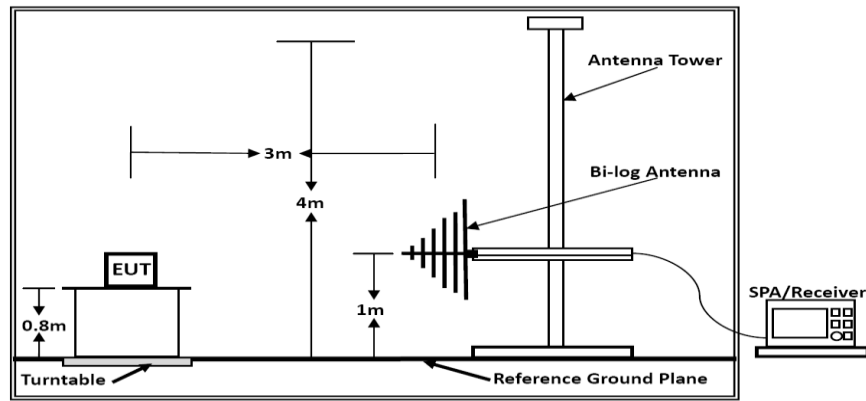 Antenna Tower
3m
Bi-log Antenna
4m
EUT
SPA/Receiver
0.8m
1m
Turntable
Reference Ground Plane